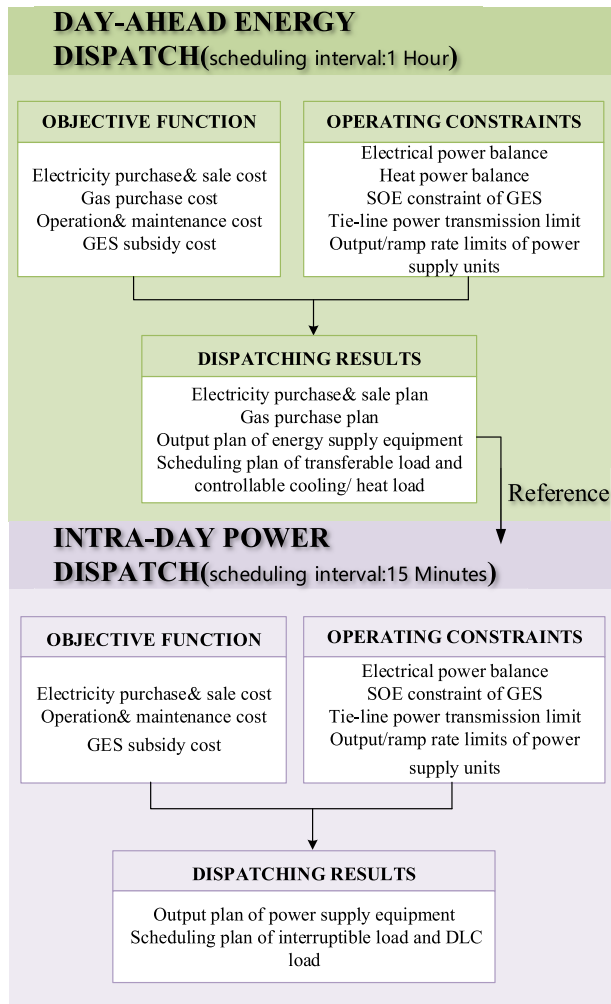 DAY-AHEAD ENERGY
DISPATCH(scheduling interval:1 Hour)
OBJECTIVE FUNCTION
Electricity purchase& sale cost
Gas purchase cost
Operation& maintenance cost
GES subsidy cost
OPERATING CONSTRAINTS
Electrical power balance
Heat power balance
SOE constraint of GES
Tie-line power transmission limit
Output/ramp rate limits of power
supply units
DISPATCHING RESULTS
Electricity purchase& sale plan
Gas purchase plan
Output plan of energy supply equipment
Scheduling plan of transferable load and
controllable cooling/ heat load
Reference
INTRA-DAY POWER
DISPATCH(scheduling interval:15 Minutes)
OBJECTIVE FUNCTION
Electricity purchase& sale cost
Operation& maintenance cost
GES subsidy cost
OPERATING CONSTRAINTS
Electrical power balance
SOE constraint of GES
Tie-line power transmission limit
Output/ramp rate limits of power
supply units
DISPATCHING RESULTS
Output plan of power supply equipment
Scheduling plan of interruptible load and DLC
load